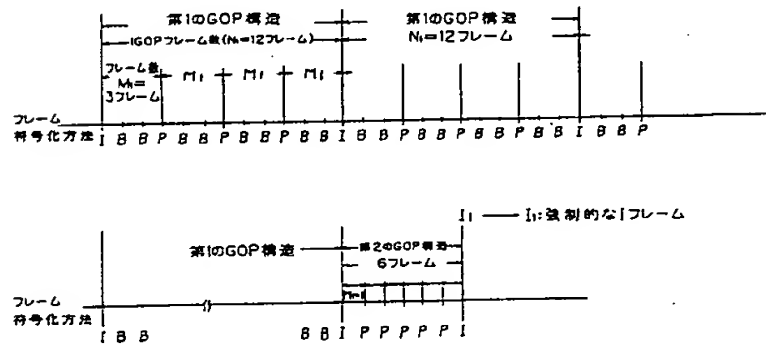 第1のGOP構造 第1のGOP構造
1GOPフレーム数(N₁=12フレーム) N₁=12フレーム
フレーム数 M₁ M₁ M₁
M₁=
3フレーム
フレーム
符号化方法 I B B P B B P B B P B B I B B P B B P B B P B B I B B P
I₁ I₁:強制的なIフレーム
第1のGOP構造 第2のGOP構造
6フレーム
M=1
フレーム
符号化方法
I B B B B I P P P P P I